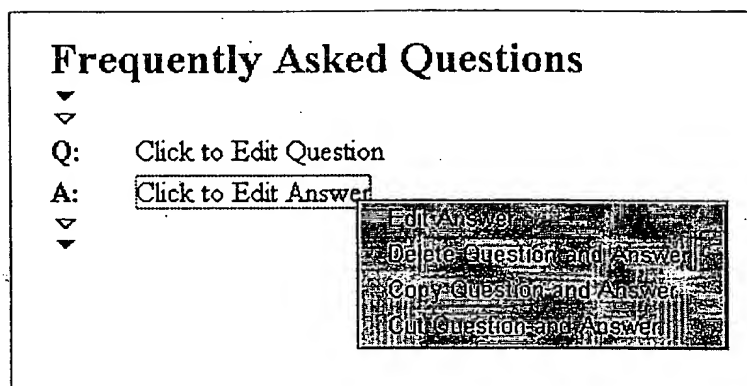 Frequently Asked Questions
Q: Click to Edit Question
A: Click to Edit Answer
Edit Answer
Delete Question and Answer
Copy Question and Answer
Cut Question and Answer